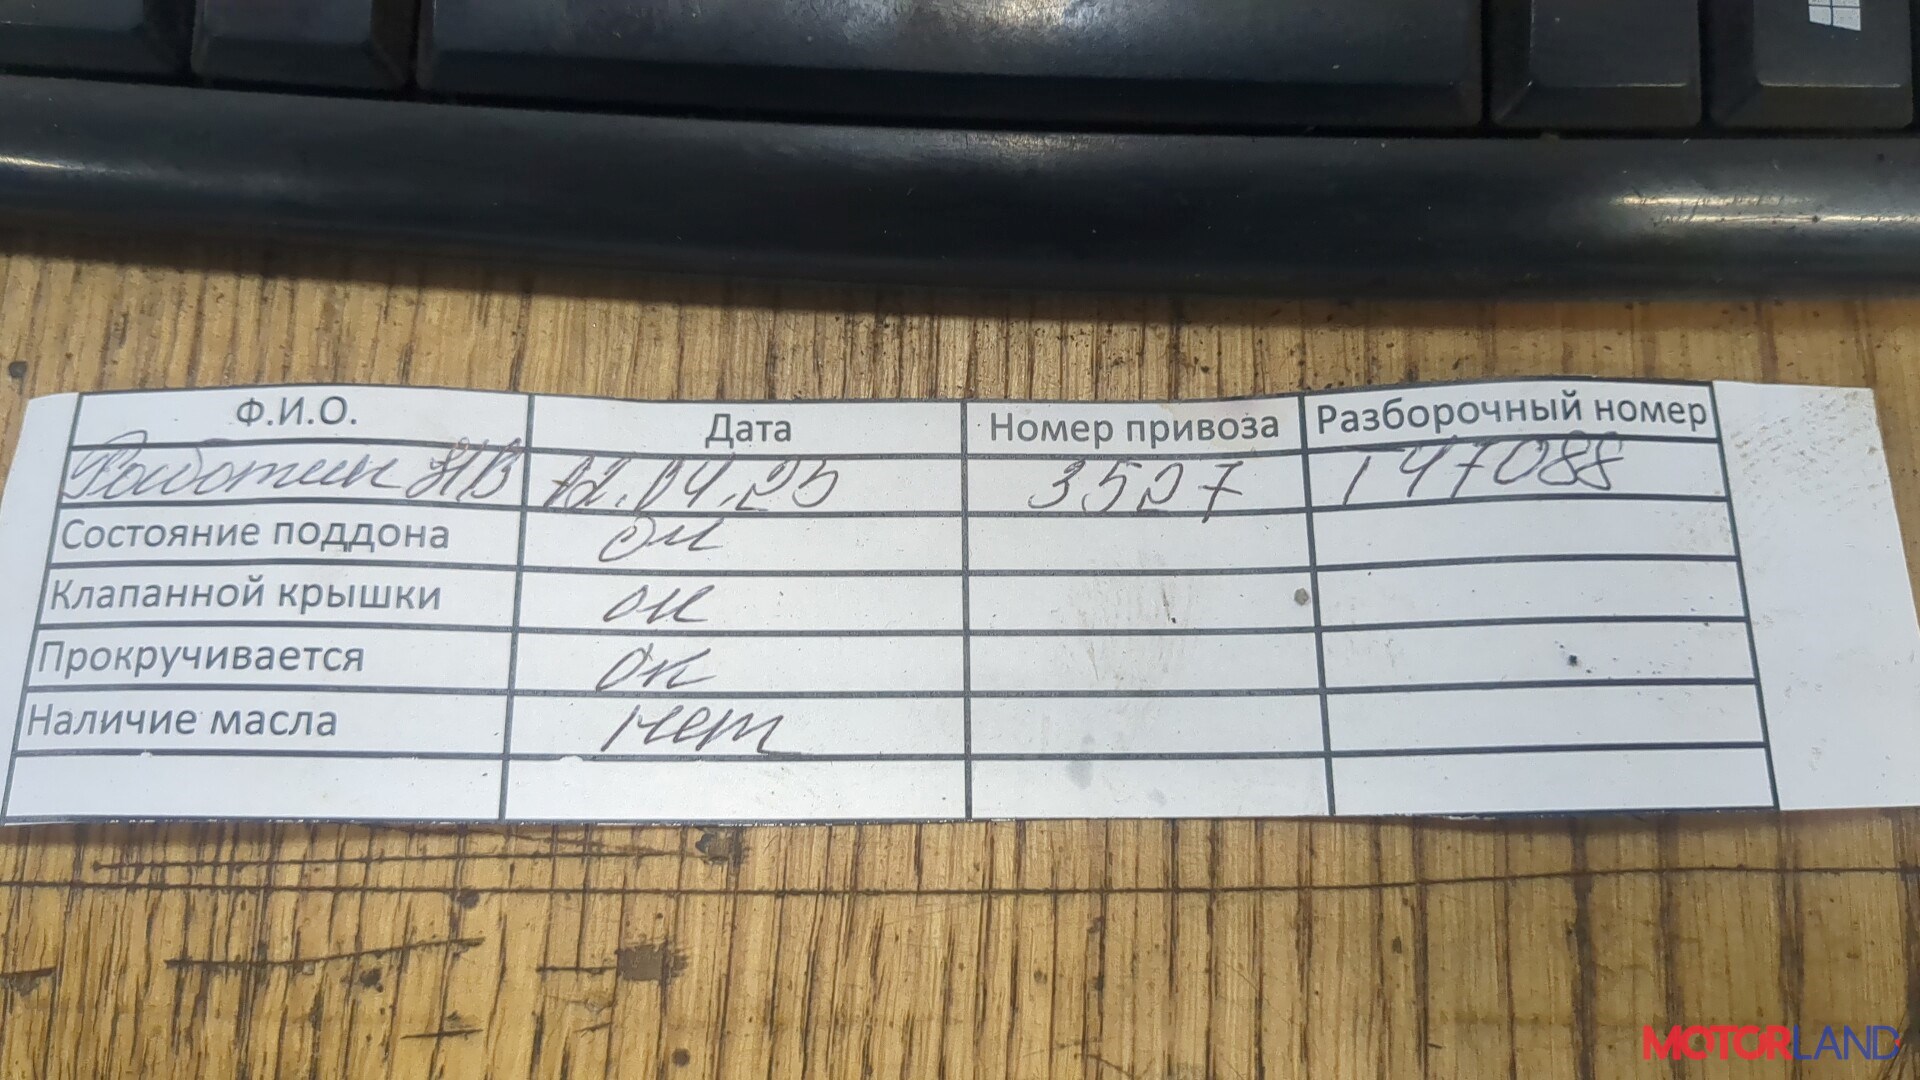 Ф.И.О. Дата Номер привоза Разборочный номер
НВ 12.04.25 3527 147088
Состояние поддона ок
Клапанной крышки ок
Прокручивается ок
Наличие масла нет
MOTORLAND